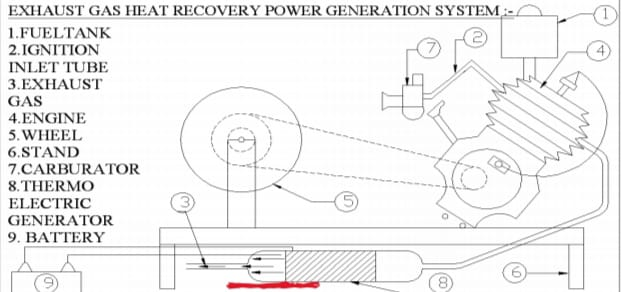 EXHAUST GAS HEAT RECOVERY POWER GENERATION SYSTEM :-
1.FUELTANK
2.IGNITION
INLET TUBE
3.EXHAUST
GAS
4.ENGINE
5.WHEEL
6.STAND
7.CARBURATOR
8.THERMO
ELECTRIC
GENERATOR
9. BATTERY
1
2
7
4
3
5
6
8
9